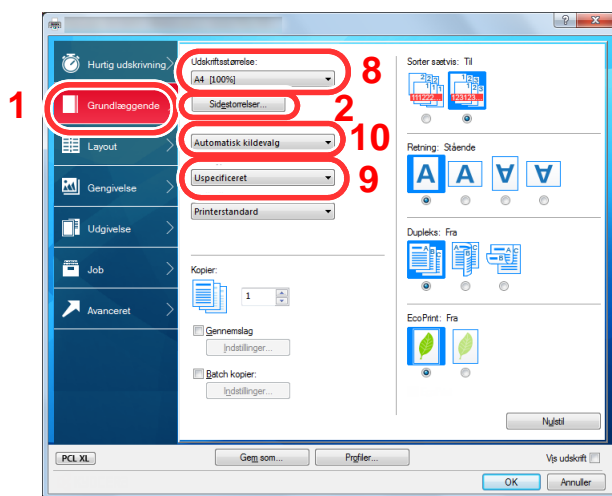 1
Hurtig udskrivning
Grundlæggende
Layout
Gengivelse
Udgivelse
Job
Avanceret
Udskriftsstørrelse:
A4 [100%]
8
Sidestørrelser...
2
Automatisk kildevalg
10
Uspecificeret
9
Printerstandard
Kopier:
1
Gennemslag
Indstillinger...
Batch kopier:
Indstillinger...
Sorter sætvis: Til
111222
123123
Retning: Stående
A A A A
Dupleks: Fra
EcoPrint: Fra
Nulstil
PCL XL
Gem som...
Profiler...
Vis udskrift
OK
Annuller